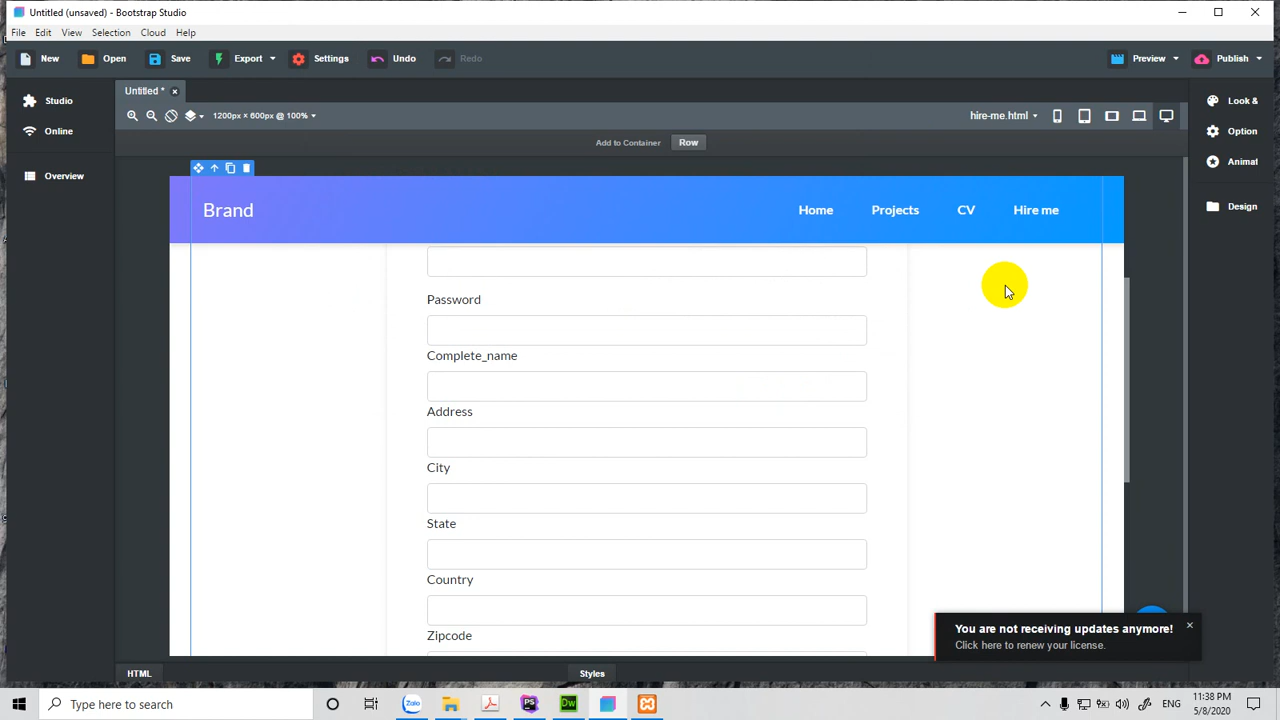 Untitled (unsaved) - Bootstrap Studio
File Edit View Selection Cloud Help
New Open Save Export Settings Undo Redo Preview Publish
Untitled *
Studio
Online
Overview
1200px × 600px @ 100%
hire-me.html
Add to Container Row
Look &
Option
Animat
Design
Brand Home Projects CV Hire me
Password
Complete_name
Address
City
State
Country
Zipcode
You are not receiving updates anymore!
Click here to renew your license.
HTML Styles
Type here to search
Zalo
PS
Dw
ENG
11:38 PM
5/8/2020